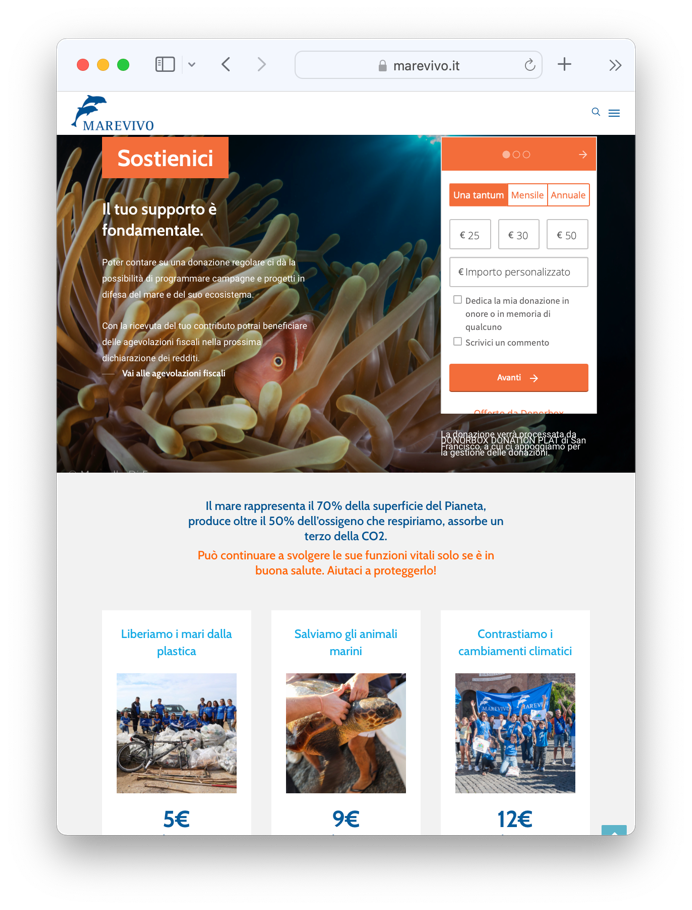 marevivo.it
MAREVIVO
Sostienici
Il tuo supporto è
fondamentale.
Poter contare su una donazione regolare ci dà la
possibilità di programmare campagne e progetti in
difesa del mare e del suo ecosistema.
Con la ricevuta del tuo contributo potrai beneficiare
delle agevolazioni fiscali nella prossima
dichiarazione dei redditi.
Vai alle agevolazioni fiscali
Una tantum Mensile Annuale
€ 25 € 30 € 50
€ Importo personalizzato
Dedica la mia donazione in
onore o in memoria di
qualcuno
Scrivici un commento
Avanti
Offerto da Donorbox
La donazione verrà processata da
DONORBOX DONATION PLAT di San
Francisco, a cui ci appoggiamo per
la gestione delle donazioni.
Il mare rappresenta il 70% della superficie del Pianeta,
produce oltre il 50% dell'ossigeno che respiriamo, assorbe un
terzo della CO2.
Può continuare a svolgere le sue funzioni vitali solo se è in
buona salute. Aiutaci a proteggerlo!
Liberiamo i mari dalla
plastica
5€
Salviamo gli animali
marini
9€
Contrastiamo i
cambiamenti climatici
MAREVIVO MAREVIVO
12€